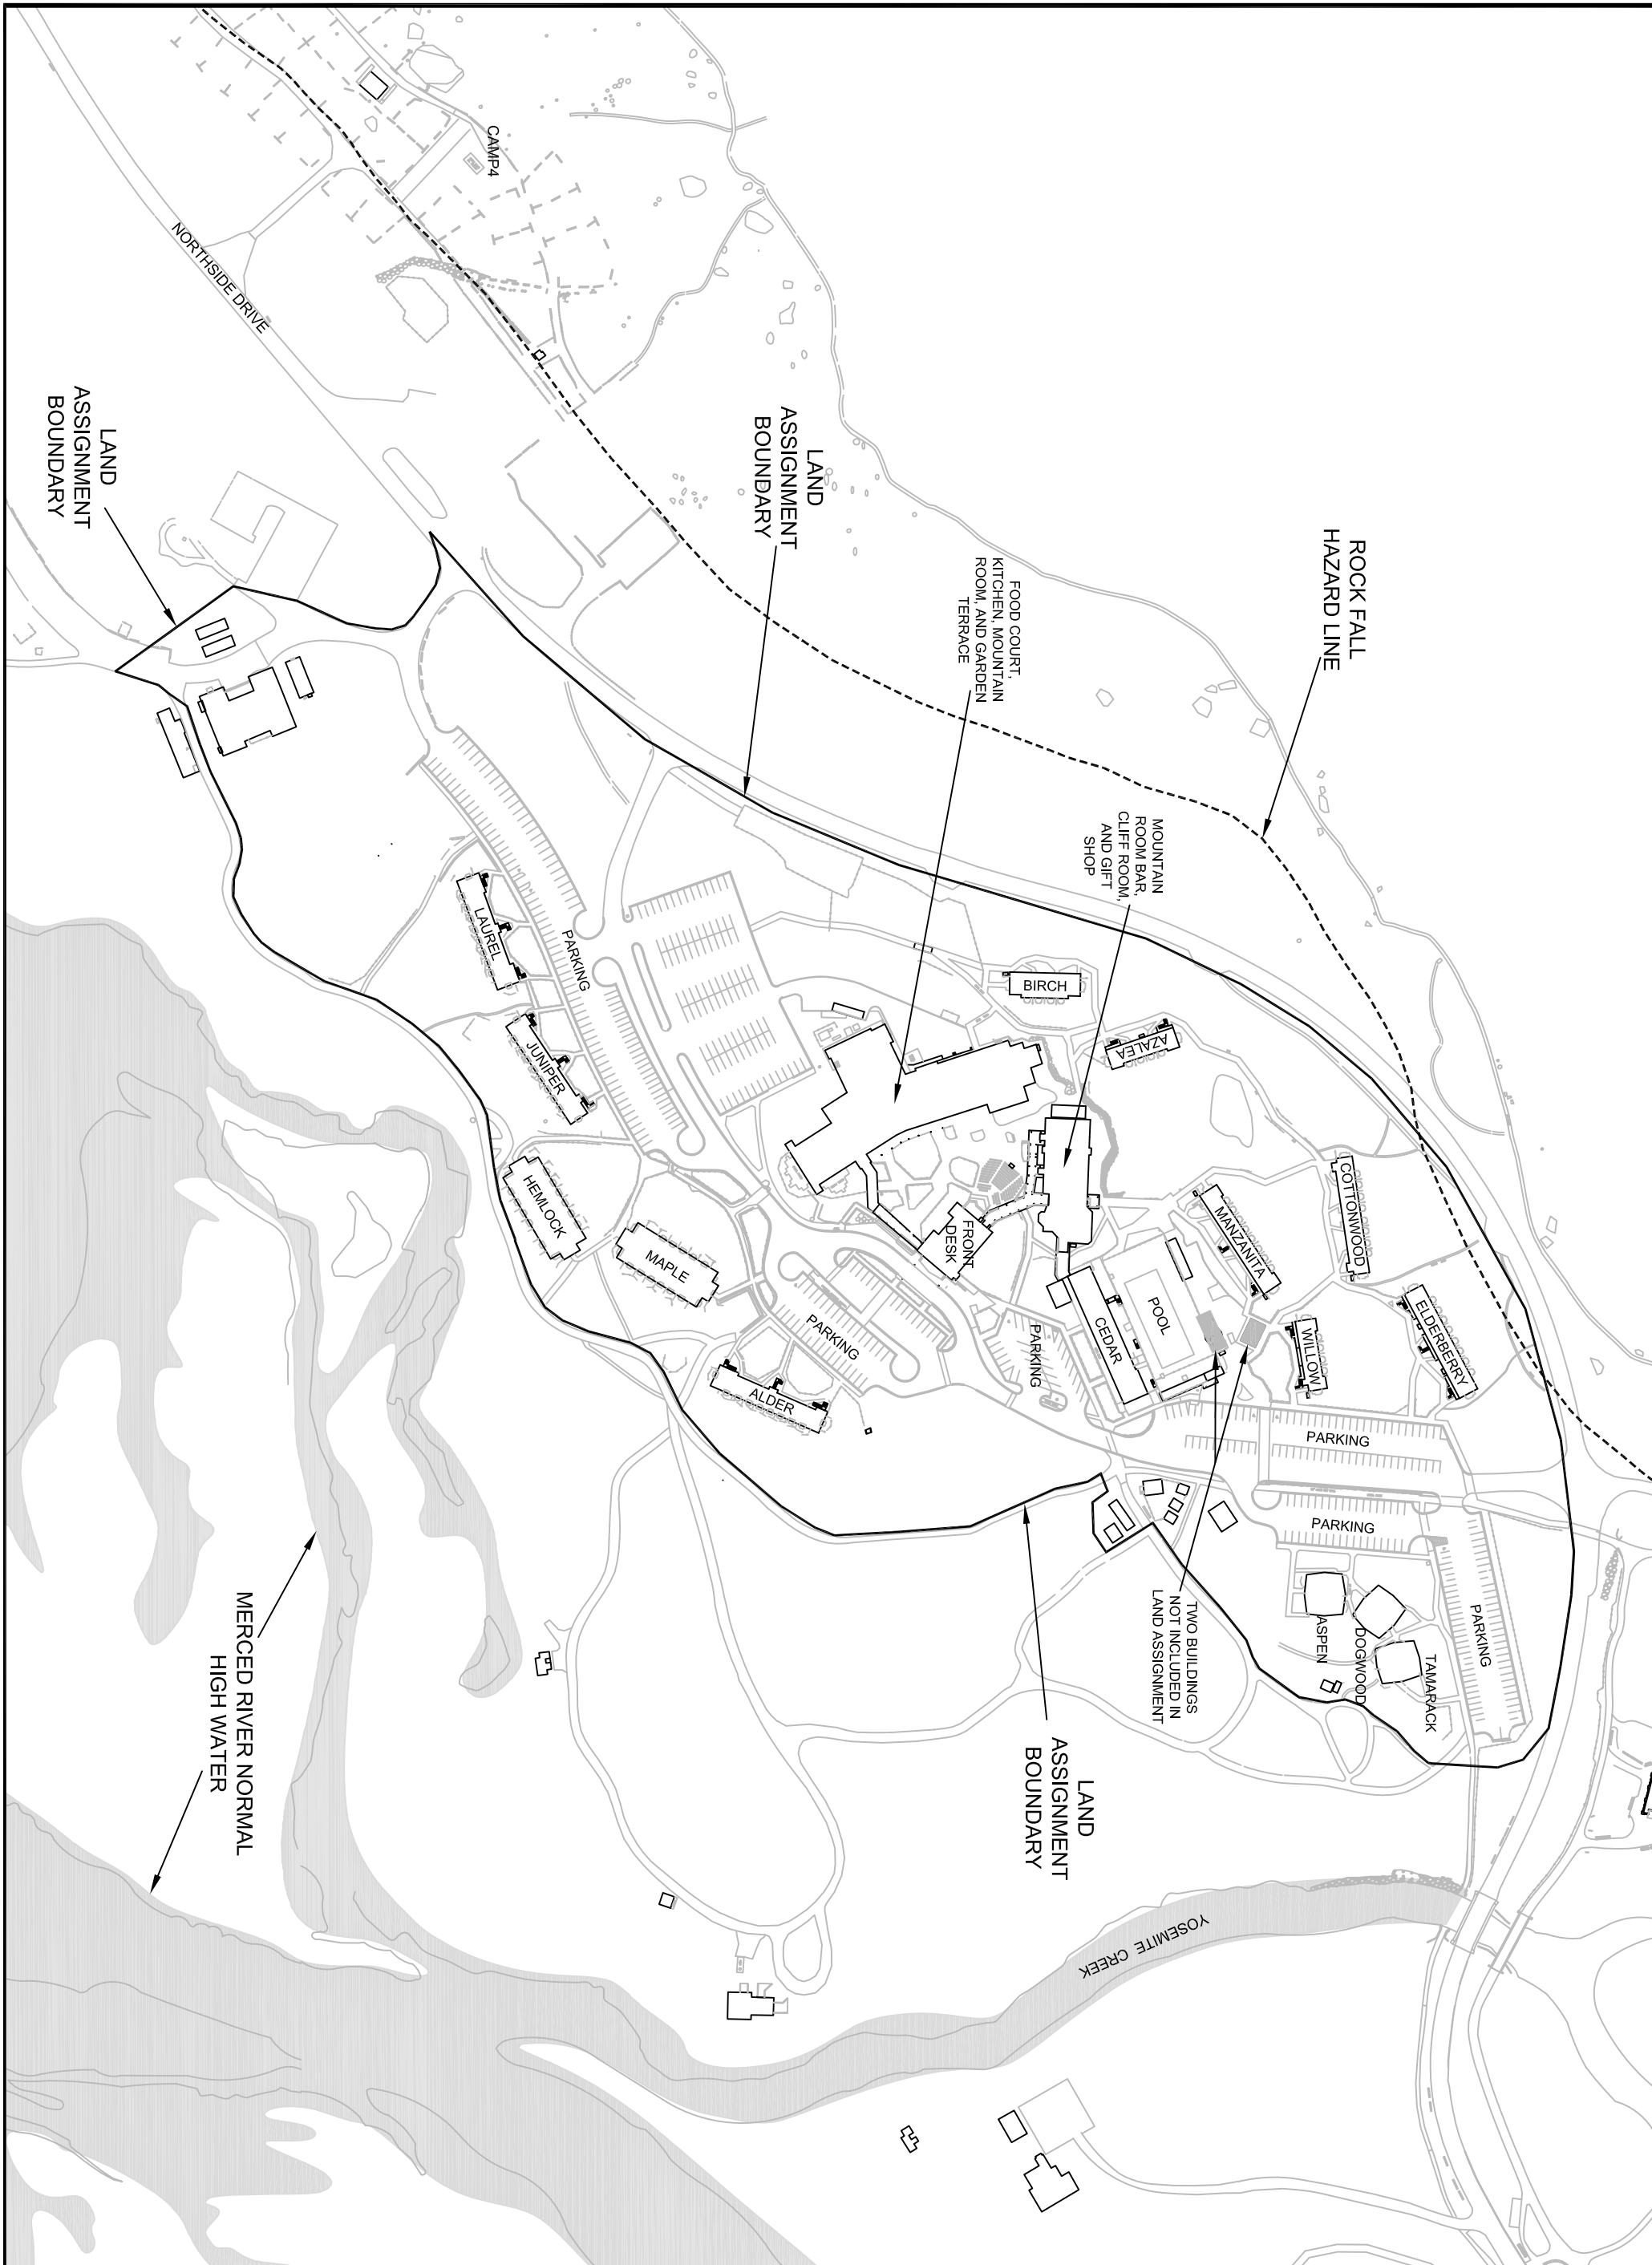 CAMP4
NORTHSIDE DRIVE
LAND
ASSIGNMENT
BOUNDARY
LAND
ASSIGNMENT
BOUNDARY
ROCK FALL
HAZARD LINE
FOOD COURT,
KITCHEN, MOUNTAIN
ROOM, AND GARDEN
TERRACE
MOUNTAIN
ROOM BAR,
CLIFF ROOM,
AND GIFT
SHOP
LAUREL
PARKING
BIRCH
AZALEA
JUNIPER
HEMLOCK
MAPLE
FRONT
DESK
MANZANITA
COTTONWOOD
POOL
CEDAR
WILLOW
ELDERBERRY
PARKING
PARKING
ALDER
PARKING
PARKING
PARKING
ASPEN
DOGWOOD
TAMARACK
TWO BUILDINGS
NOT INCLUDED IN
LAND ASSIGNMENT
LAND
ASSIGNMENT
BOUNDARY
MERCED RIVER NORMAL
HIGH WATER
YOSEMITE CREEK